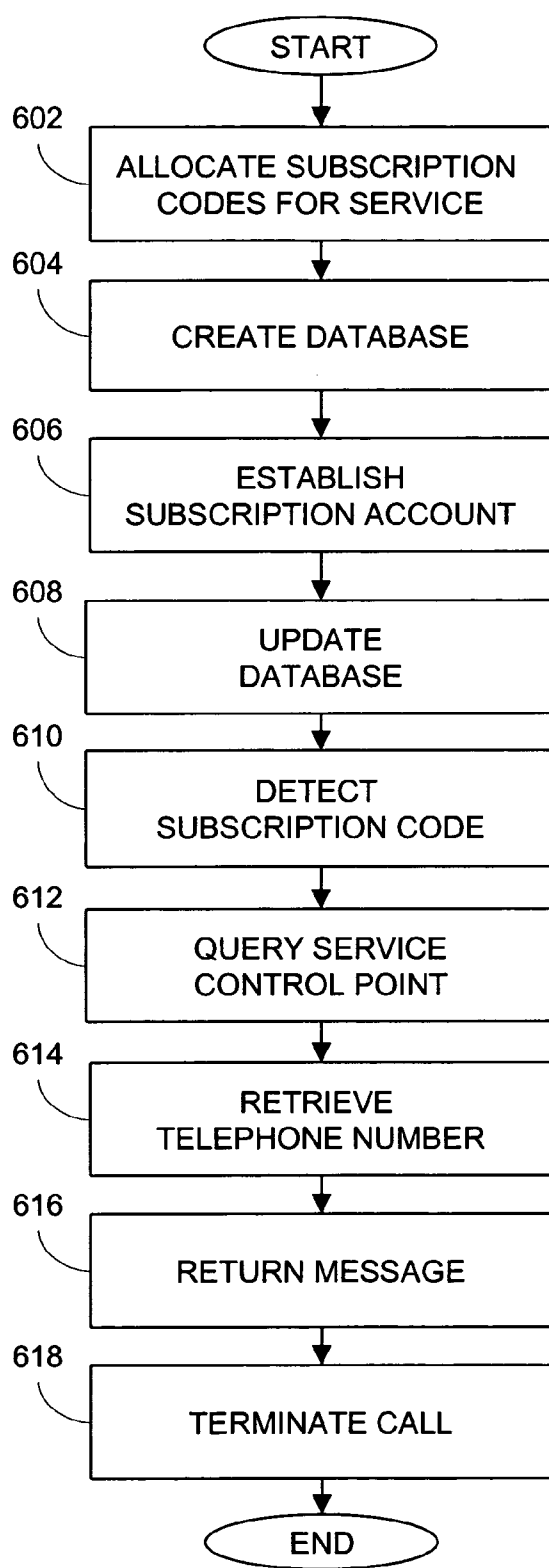 START
602
ALLOCATE SUBSCRIPTION
CODES FOR SERVICE
604
CREATE DATABASE
606
ESTABLISH
SUBSCRIPTION ACCOUNT
608
UPDATE
DATABASE
610
DETECT
SUBSCRIPTION CODE
612
QUERY SERVICE
CONTROL POINT
614
RETRIEVE
TELEPHONE NUMBER
616
RETURN MESSAGE
618
TERMINATE CALL
END